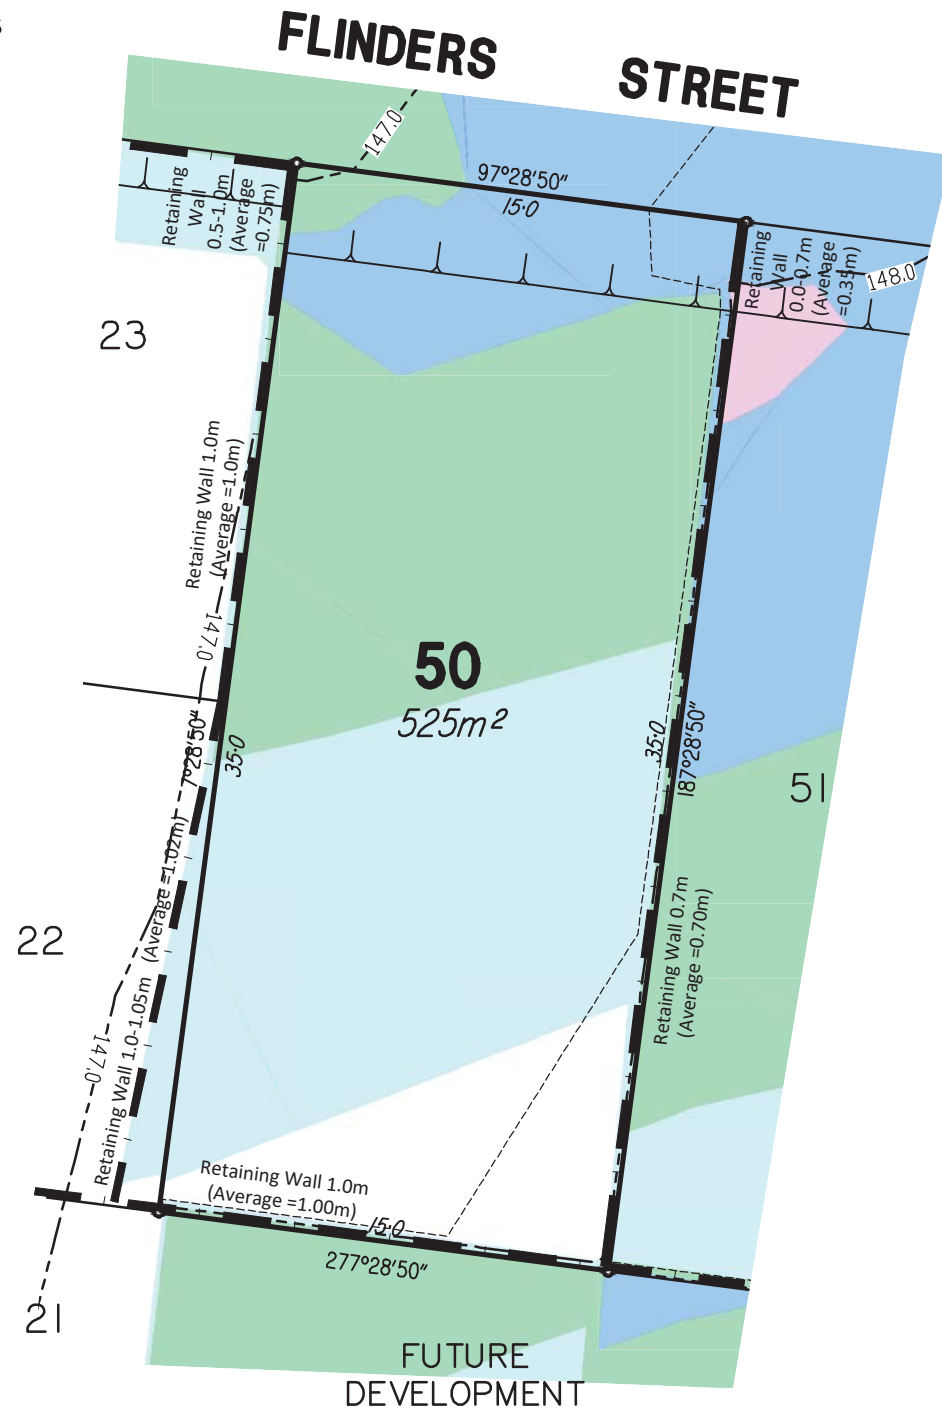 FLINDERS STREET
147.0
97°28'50"
15·0
Retaining
Wall
0.5-1.0m
(Average
=0.75m)
Retaining
Wall
0.0-0.7m
(Average
=0.35m)
148.0
23
Retaining Wall 1.0m
(Average =1.0m)
147.0
50
525m²
7°28'50"
35·0
35·0
187°28'50"
51
22
Retaining Wall 1.0-1.05m (Average =1.02m)
147.0
Retaining Wall 0.7m
(Average =0.70m)
Retaining Wall 1.0m
(Average =1.00m)
15·0
277°28'50"
21
FUTURE
DEVELOPMENT